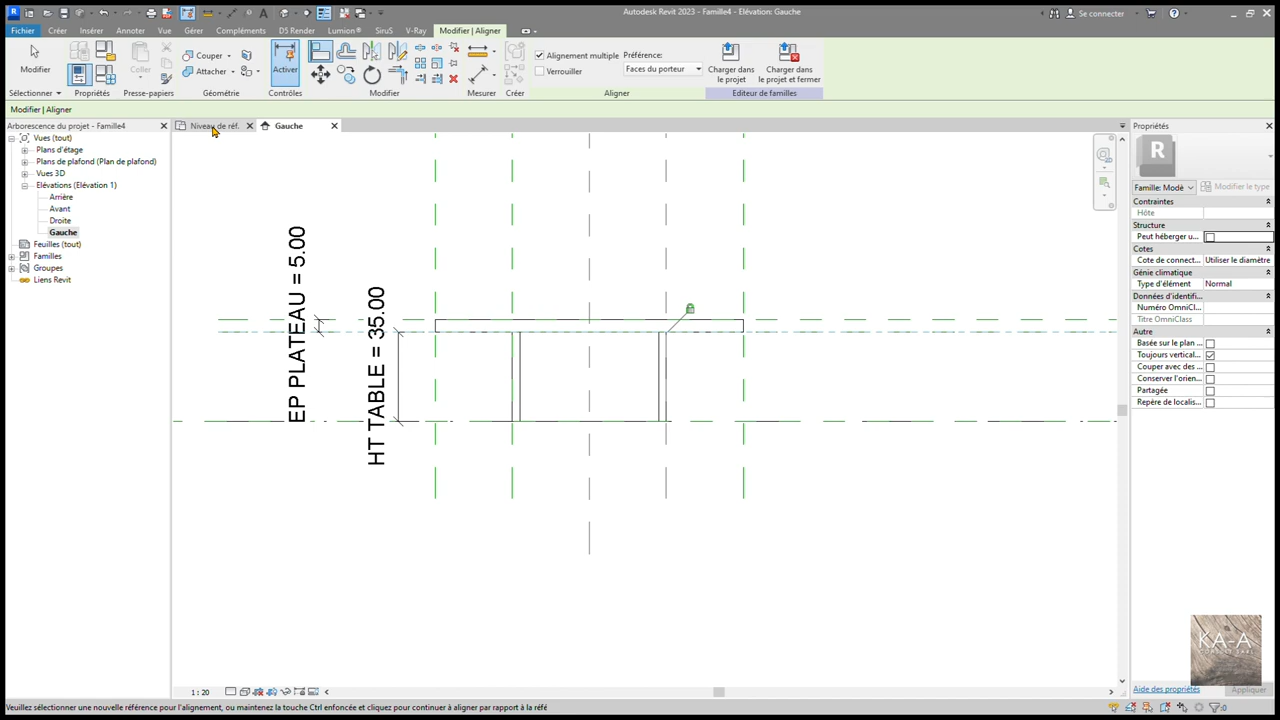 Autodesk Revit 2023 - Famille4 - Elévation: Gauche
Se connecter
Fichier Créer Insérer Annoter Vue Gérer Compléments D5 Render Lumion® SiruS V-Ray Modifier | Aligner
Modifier
Coller
Couper
Attacher
Activer
Alignement multiple
Verrouiller
Préférence:
Faces du porteur
Charger dans
le projet
Charger dans
le projet et fermer
Sélectionner Propriétés Presse-papiers Géométrie Contrôles Modifier Mesurer Créer Aligner Editeur de familles
Modifier | Aligner
Arborescence du projet - Famille4
Niveau de réf.
Gauche
Propriétés
Vues (tout)
Plans d'étage
Plans de plafond (Plan de plafond)
Vues 3D
Elévations (Elévation 1)
Arrière
Avant
Droite
Gauche
Feuilles (tout)
Familles
Groupes
Liens Revit
EP PLATEAU = 5.00
HT TABLE = 35.00
R
Famille: Modè
Modifier le type
Contraintes
Hôte
Structure
Peut héberger u...
Cotes
Cote de connect... Utiliser le diamètre
Génie climatique
Type d'élément Normal
Données d'identifi...
Numéro OmniCl...
Titre OmniClass
Autre
Basée sur le plan ...
Toujours vertical...
Couper avec des ...
Conserver l'orien...
Partagée
Repère de localis...
KA-A
CONSULT SARL
Aide des propriétés
Appliquer
1 : 20
Veuillez sélectionner une nouvelle référence pour l'alignement, ou maintenez la touche Ctrl enfoncée et cliquez pour continuer à aligner par rapport à la réfé
:0